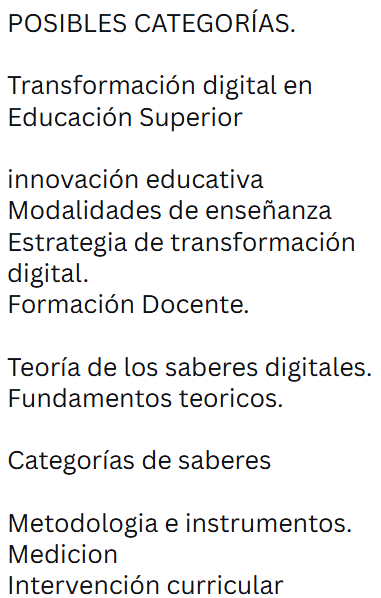 POSIBLES CATEGORÍAS.
Transformación digital en
Educación Superior
innovación educativa
Modalidades de enseñanza
Estrategia de transformación
digital.
Formación Docente.
Teoría de los saberes digitales.
Fundamentos teoricos.
Categorías de saberes
Metodologia e instrumentos.
Medicion
Intervención curricular